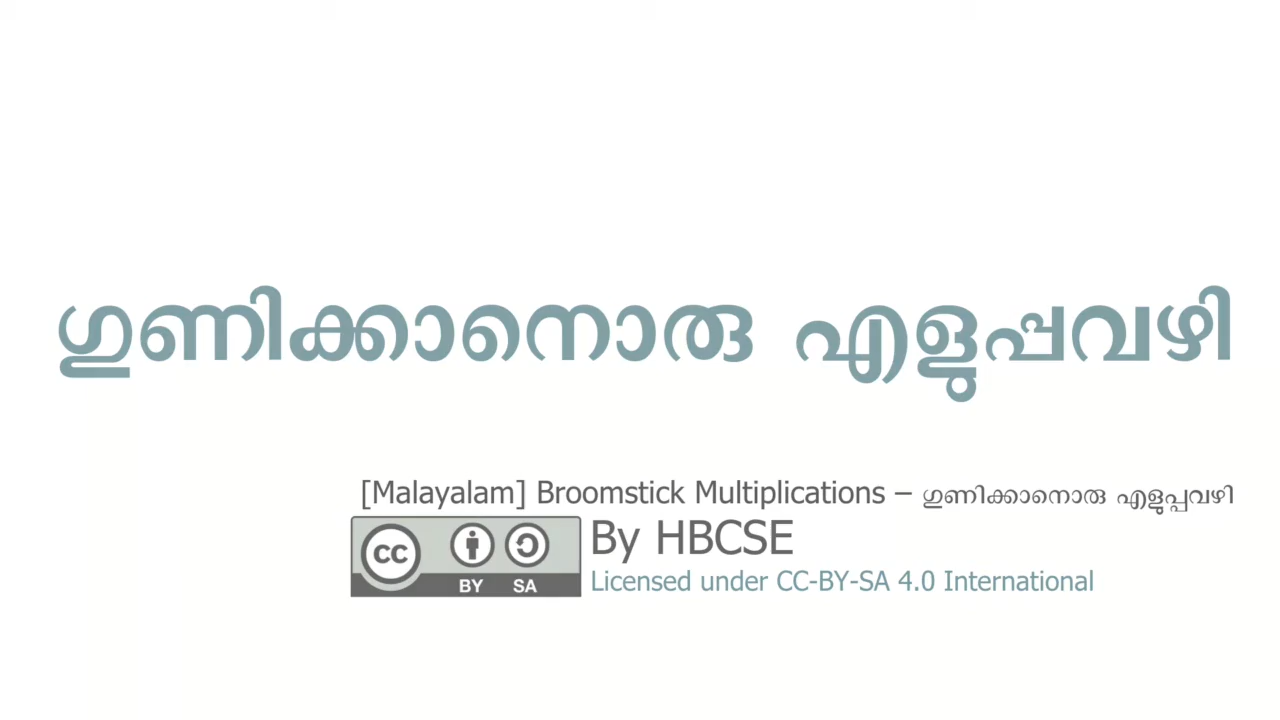 ഗുണിക്കാനൊരു എളുപ്പവഴി
[Malayalam] Broomstick Multiplications – ഗുണിക്കാനൊരു എളുപ്പവഴി
By HBCSE
cc BY SA
Licensed under CC-BY-SA 4.0 International